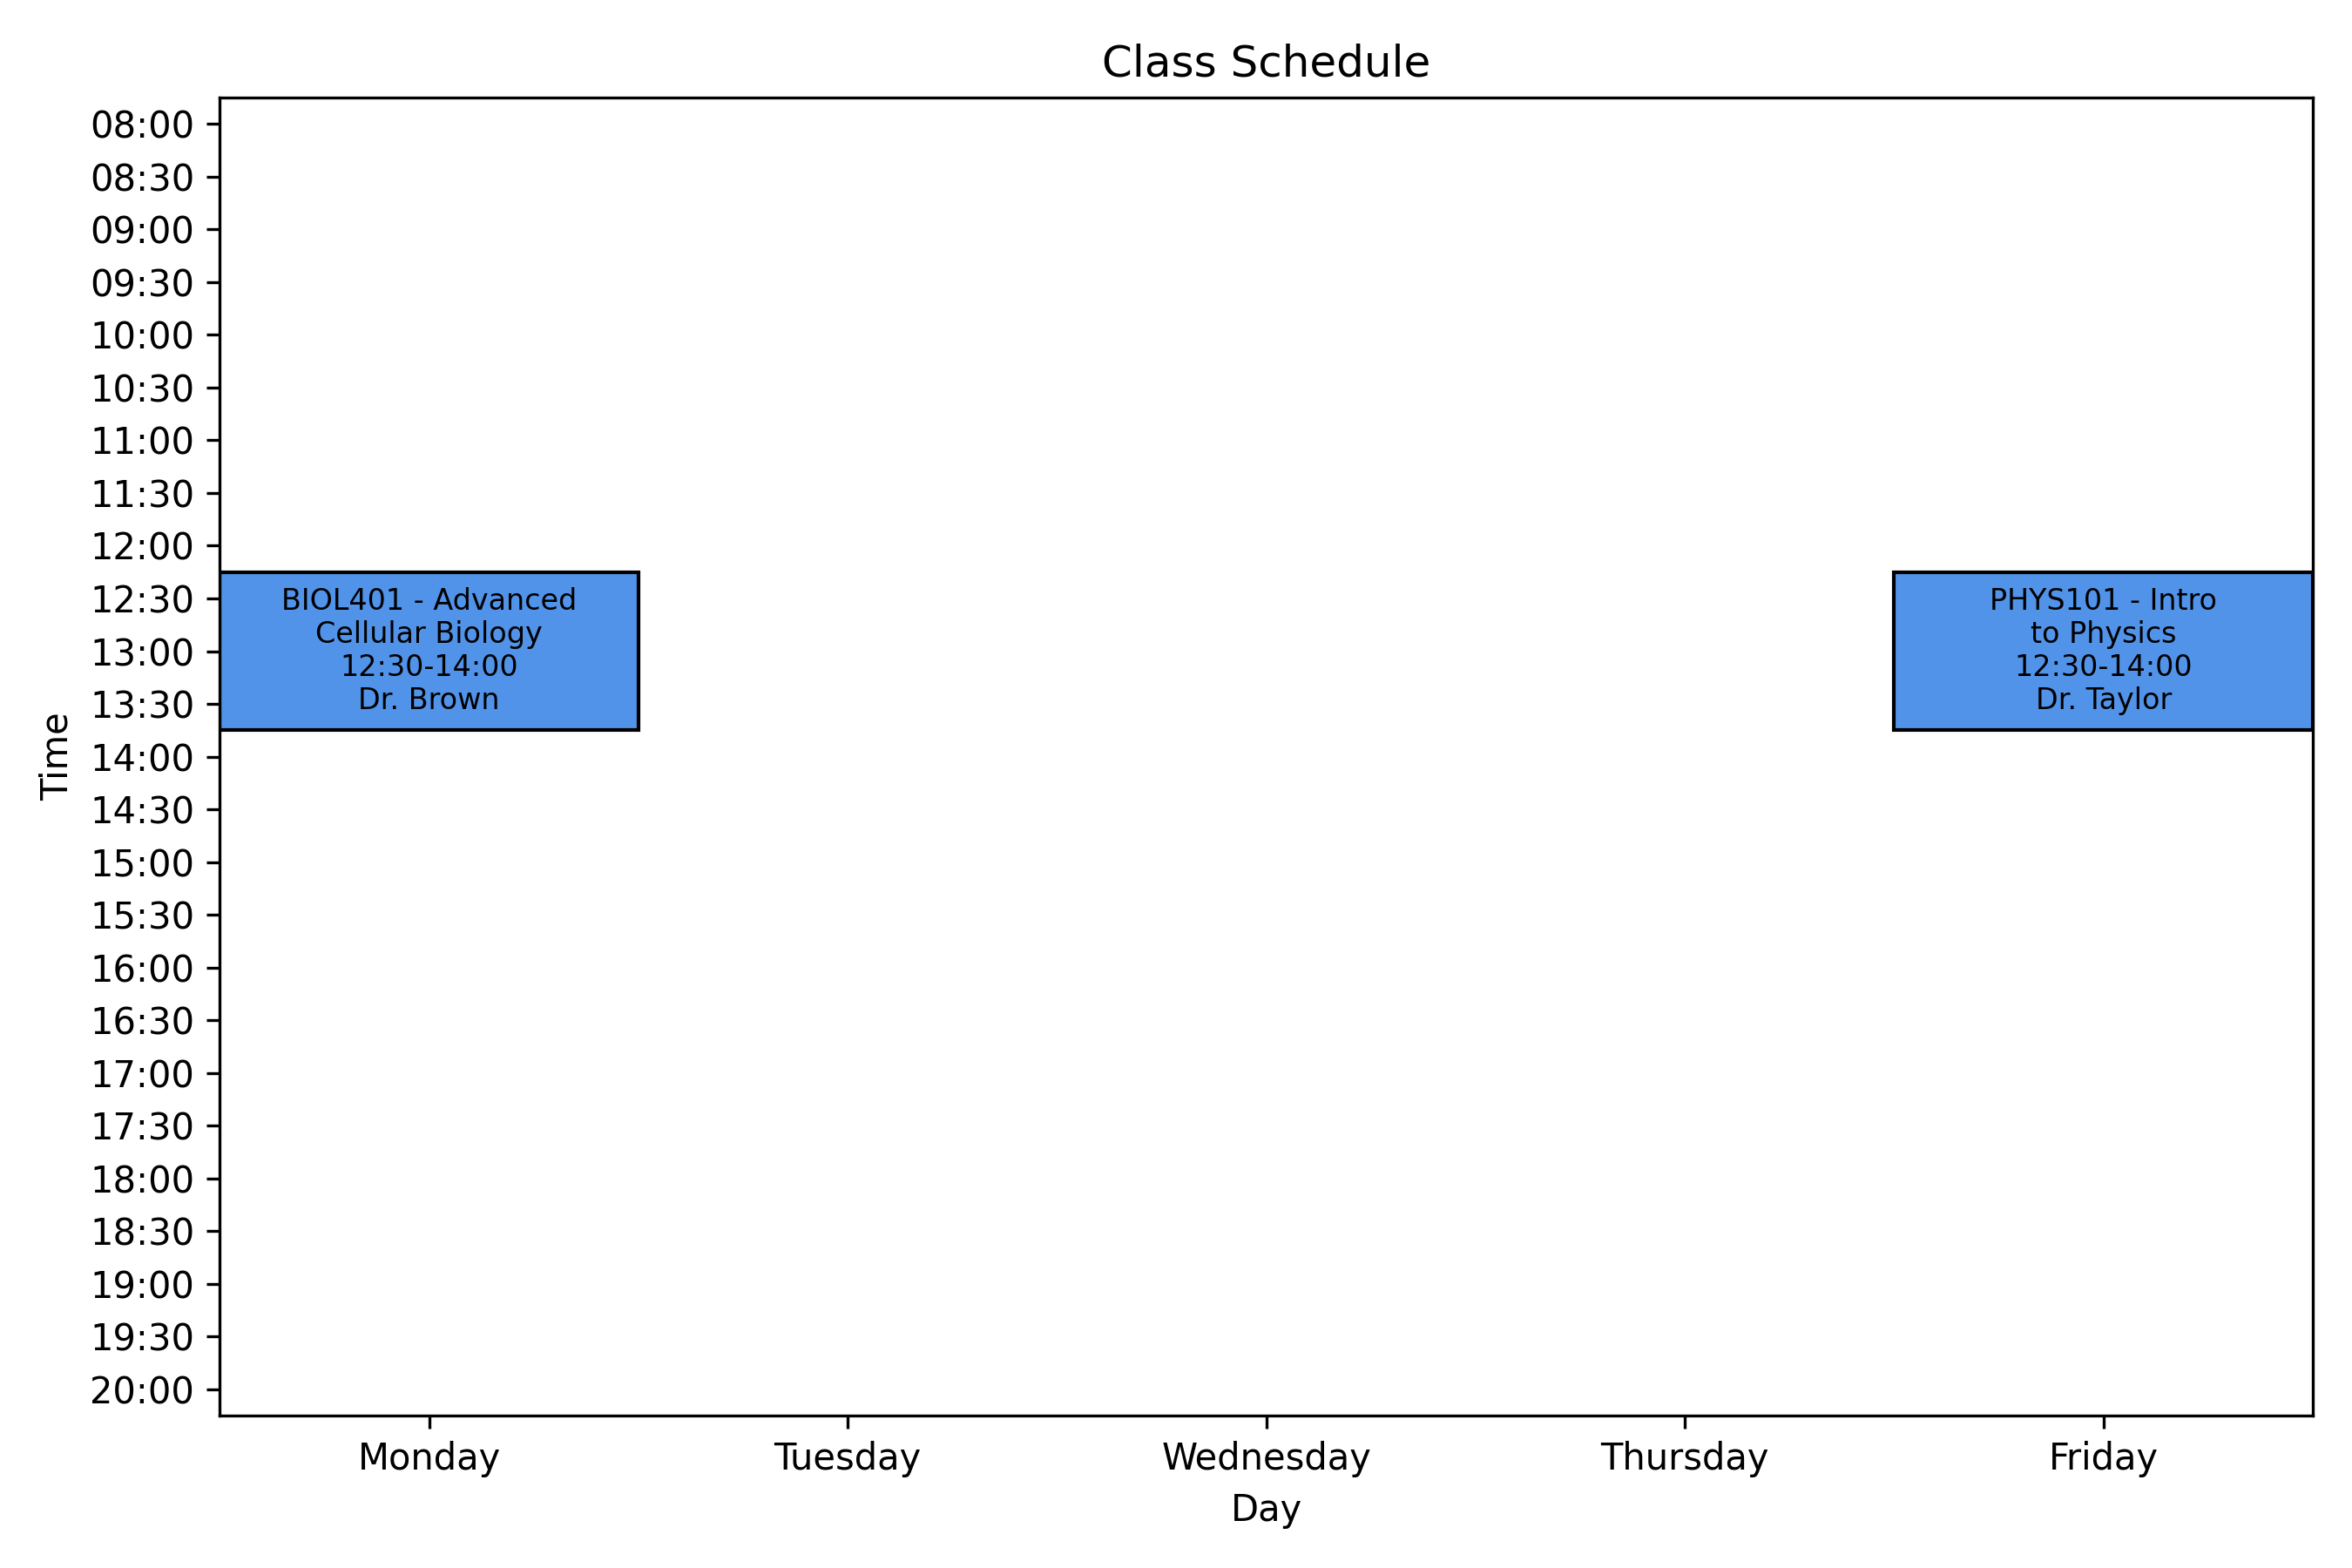 Class Schedule
08:00
08:30
09:00
09:30
10:00
10:30
11:00
11:30
12:00
12:30
13:00
13:30
14:00
14:30
15:00
15:30
16:00
16:30
17:00
17:30
18:00
18:30
19:00
19:30
20:00
Time
BIOL401 - Advanced
Cellular Biology
12:30-14:00
Dr. Brown
PHYS101 - Intro
to Physics
12:30-14:00
Dr. Taylor
Monday
Tuesday
Wednesday
Thursday
Friday
Day